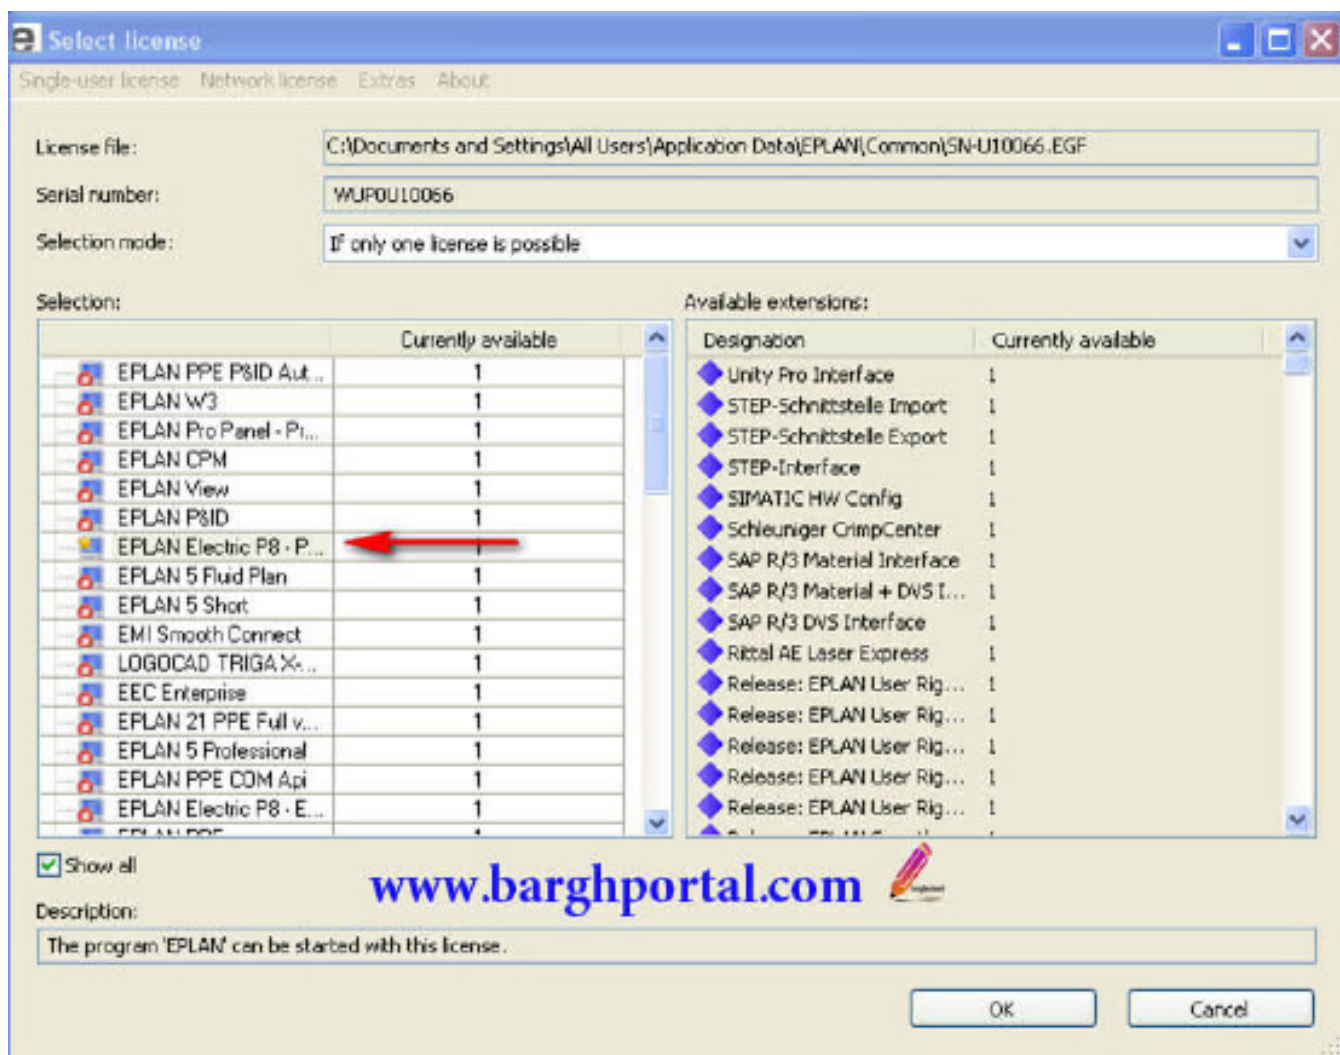 Select license
Single-user license Network license Extras About
License file: C:\Documents and Settings\All Users\Application Data\EPLAN\Common\SN-U10066.EGF
Serial number: WUP0U10066
Selection mode: If only one license is possible
Selection: Available extensions:
Currently available Designation Currently available
EPLAN PPE P&ID Aut... 1 Unity Pro Interface 1
EPLAN W3 1 STEP-Schnittstelle Import 1
EPLAN Pro Panel - Pr... 1 STEP-Schnittstelle Export 1
EPLAN CPM 1 STEP-Interface 1
EPLAN View 1 SIMATIC HW Config 1
EPLAN P&ID 1 Schleuniger CrimpCenter 1
EPLAN Electric P8 - P... 1 SAP R/3 Material Interface 1
EPLAN 5 Fluid Plan 1 SAP R/3 Material + DVS I... 1
EPLAN 5 Short 1 SAP R/3 DVS Interface 1
EMI Smooth Connect 1 Rittal AE Laser Express 1
LOGOCAD TRIGA X-... 1 Release: EPLAN User Rig... 1
EEC Enterprise 1 Release: EPLAN User Rig... 1
EPLAN 21 PPE Full v... 1 Release: EPLAN User Rig... 1
EPLAN 5 Professional 1 Release: EPLAN User Rig... 1
EPLAN PPE COM Api 1 Release: EPLAN User Rig... 1
EPLAN Electric P8 - E... 1
EPLAN PPE
Show all
www.barghportal.com
Description:
The program 'EPLAN' can be started with this license.
OK Cancel